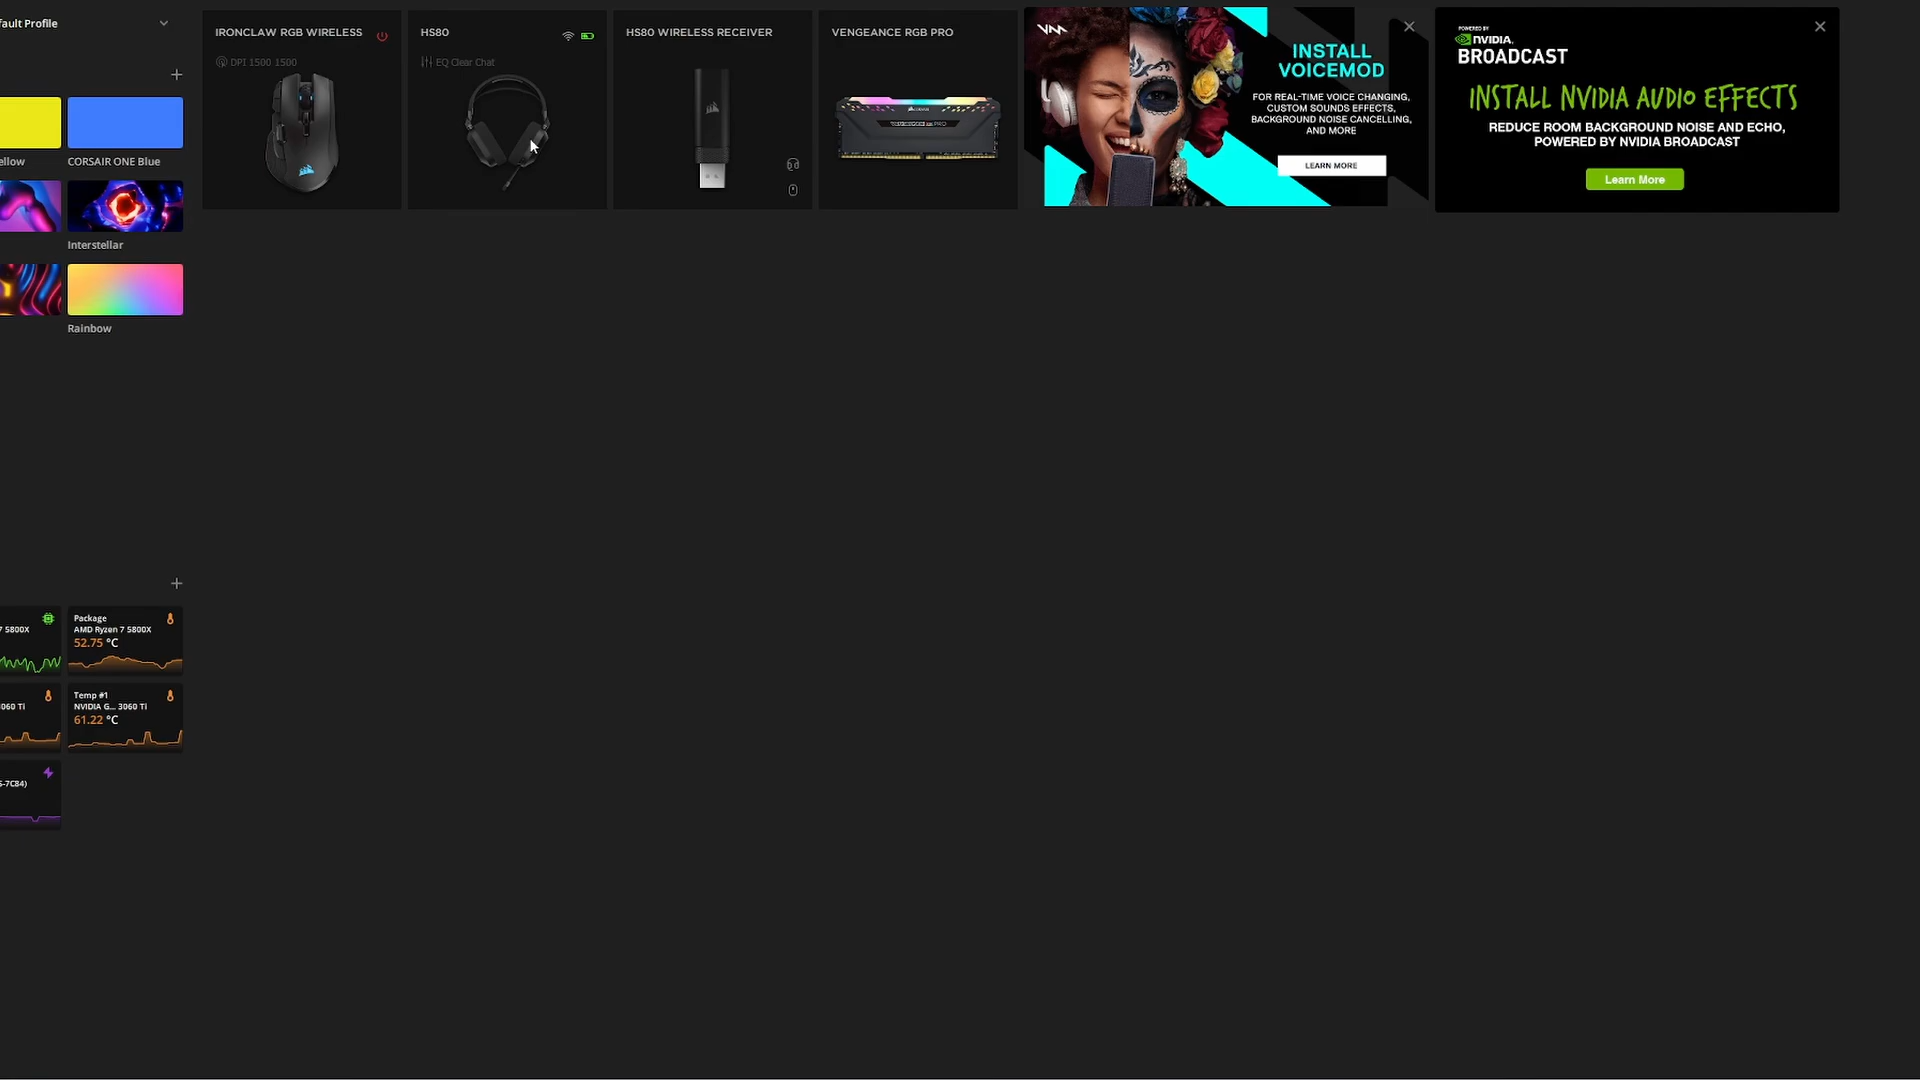 fault Profile
IRONCLAW RGB WIRELESS
DPI 1500 1500
HS80
EQ Clear Chat
HS80 WIRELESS RECEIVER
VENGEANCE RGB PRO
INSTALL
VOICEMOD
FOR REAL-TIME VOICE CHANGING,
CUSTOM SOUNDS EFFECTS,
BACKGROUND NOISE CANCELLING,
AND MORE
LEARN MORE
POWERED BY
NVIDIA.
BROADCAST
INSTALL NVIDIA AUDIO EFFECTS
REDUCE ROOM BACKGROUND NOISE AND ECHO,
POWERED BY NVIDIA BROADCAST
Learn More
ellow
CORSAIR ONE Blue
Interstellar
Rainbow
7 5800X
Package
AMD Ryzen 7 5800X
52.75 °C
060 Ti
Temp #1
NVIDIA G... 3060 Ti
61.22 °C
-7C84)